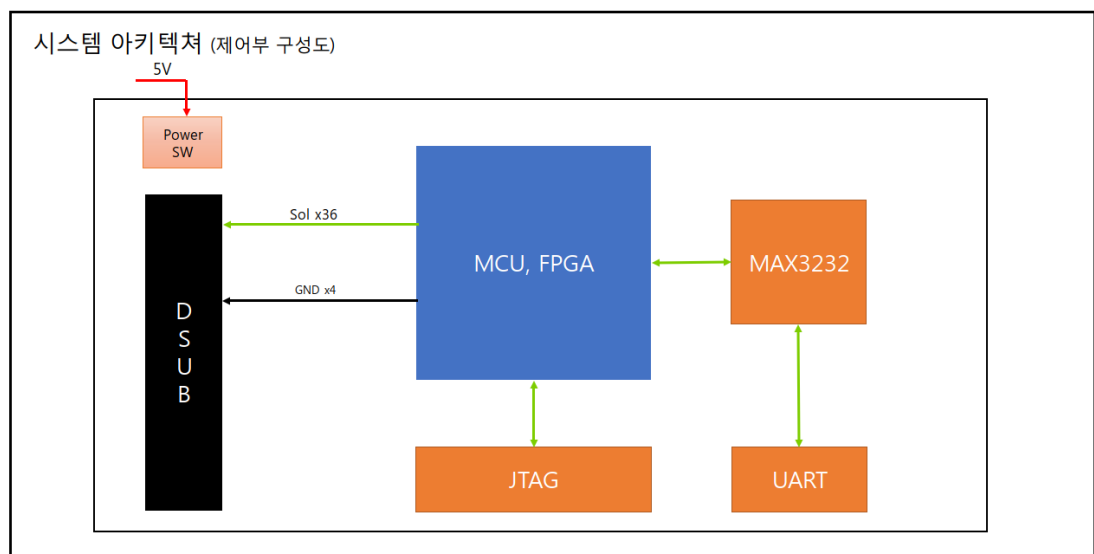 시스템 아키텍쳐 (제어부 구성도)
5V
Power
SW
Sol x36
MCU, FPGA
MAX3232
GND x4
D
S
U
B
JTAG
UART